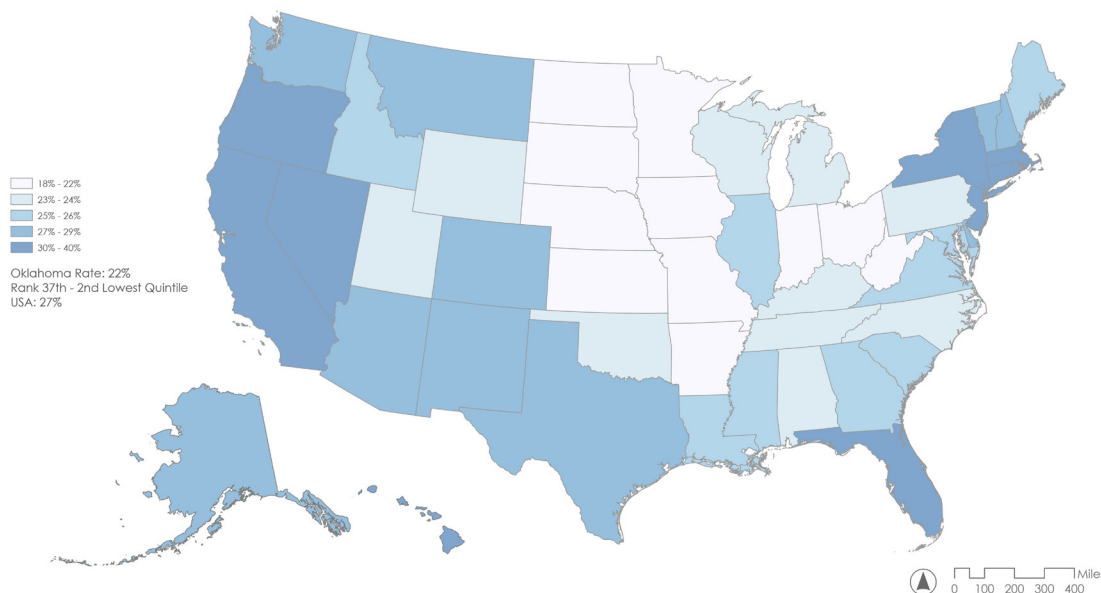 18% - 22%
23% - 24%
25% - 26%
27% - 29%
30% - 40%
Oklahoma Rate: 22%
Rank 37th - 2nd Lowest Quintile
USA: 27%
Mile
0 100 200 300 400